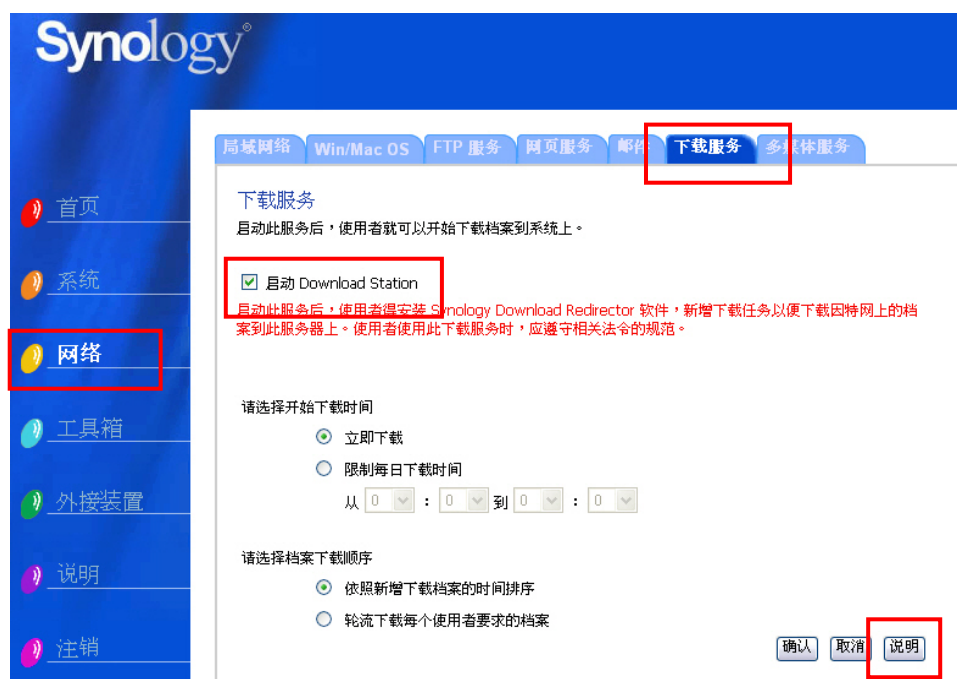 Synology®
局域网络 Win/Mac OS FTP 服务 网页服务 邮件 下载服务 多媒体服务
首页
系统
网络
工具箱
外接装置
说明
注销
下载服务
启动此服务后，使用者就可以开始下载档案到系统上。
启动 Download Station
启动此服务后，使用者得安装 Synology Download Redirector 软件，新增下载任务以便下载因特网上的档
案到此服务器上。使用者使用此下载服务时，应遵守相关法令的规范。
请选择开始下载时间
立即下载
限制每日下载时间
从 0 : 0 到 0 : 0
请选择档案下载顺序
依照新增下载档案的时间排序
轮流下载每个使用者要求的档案
确认 取消 说明